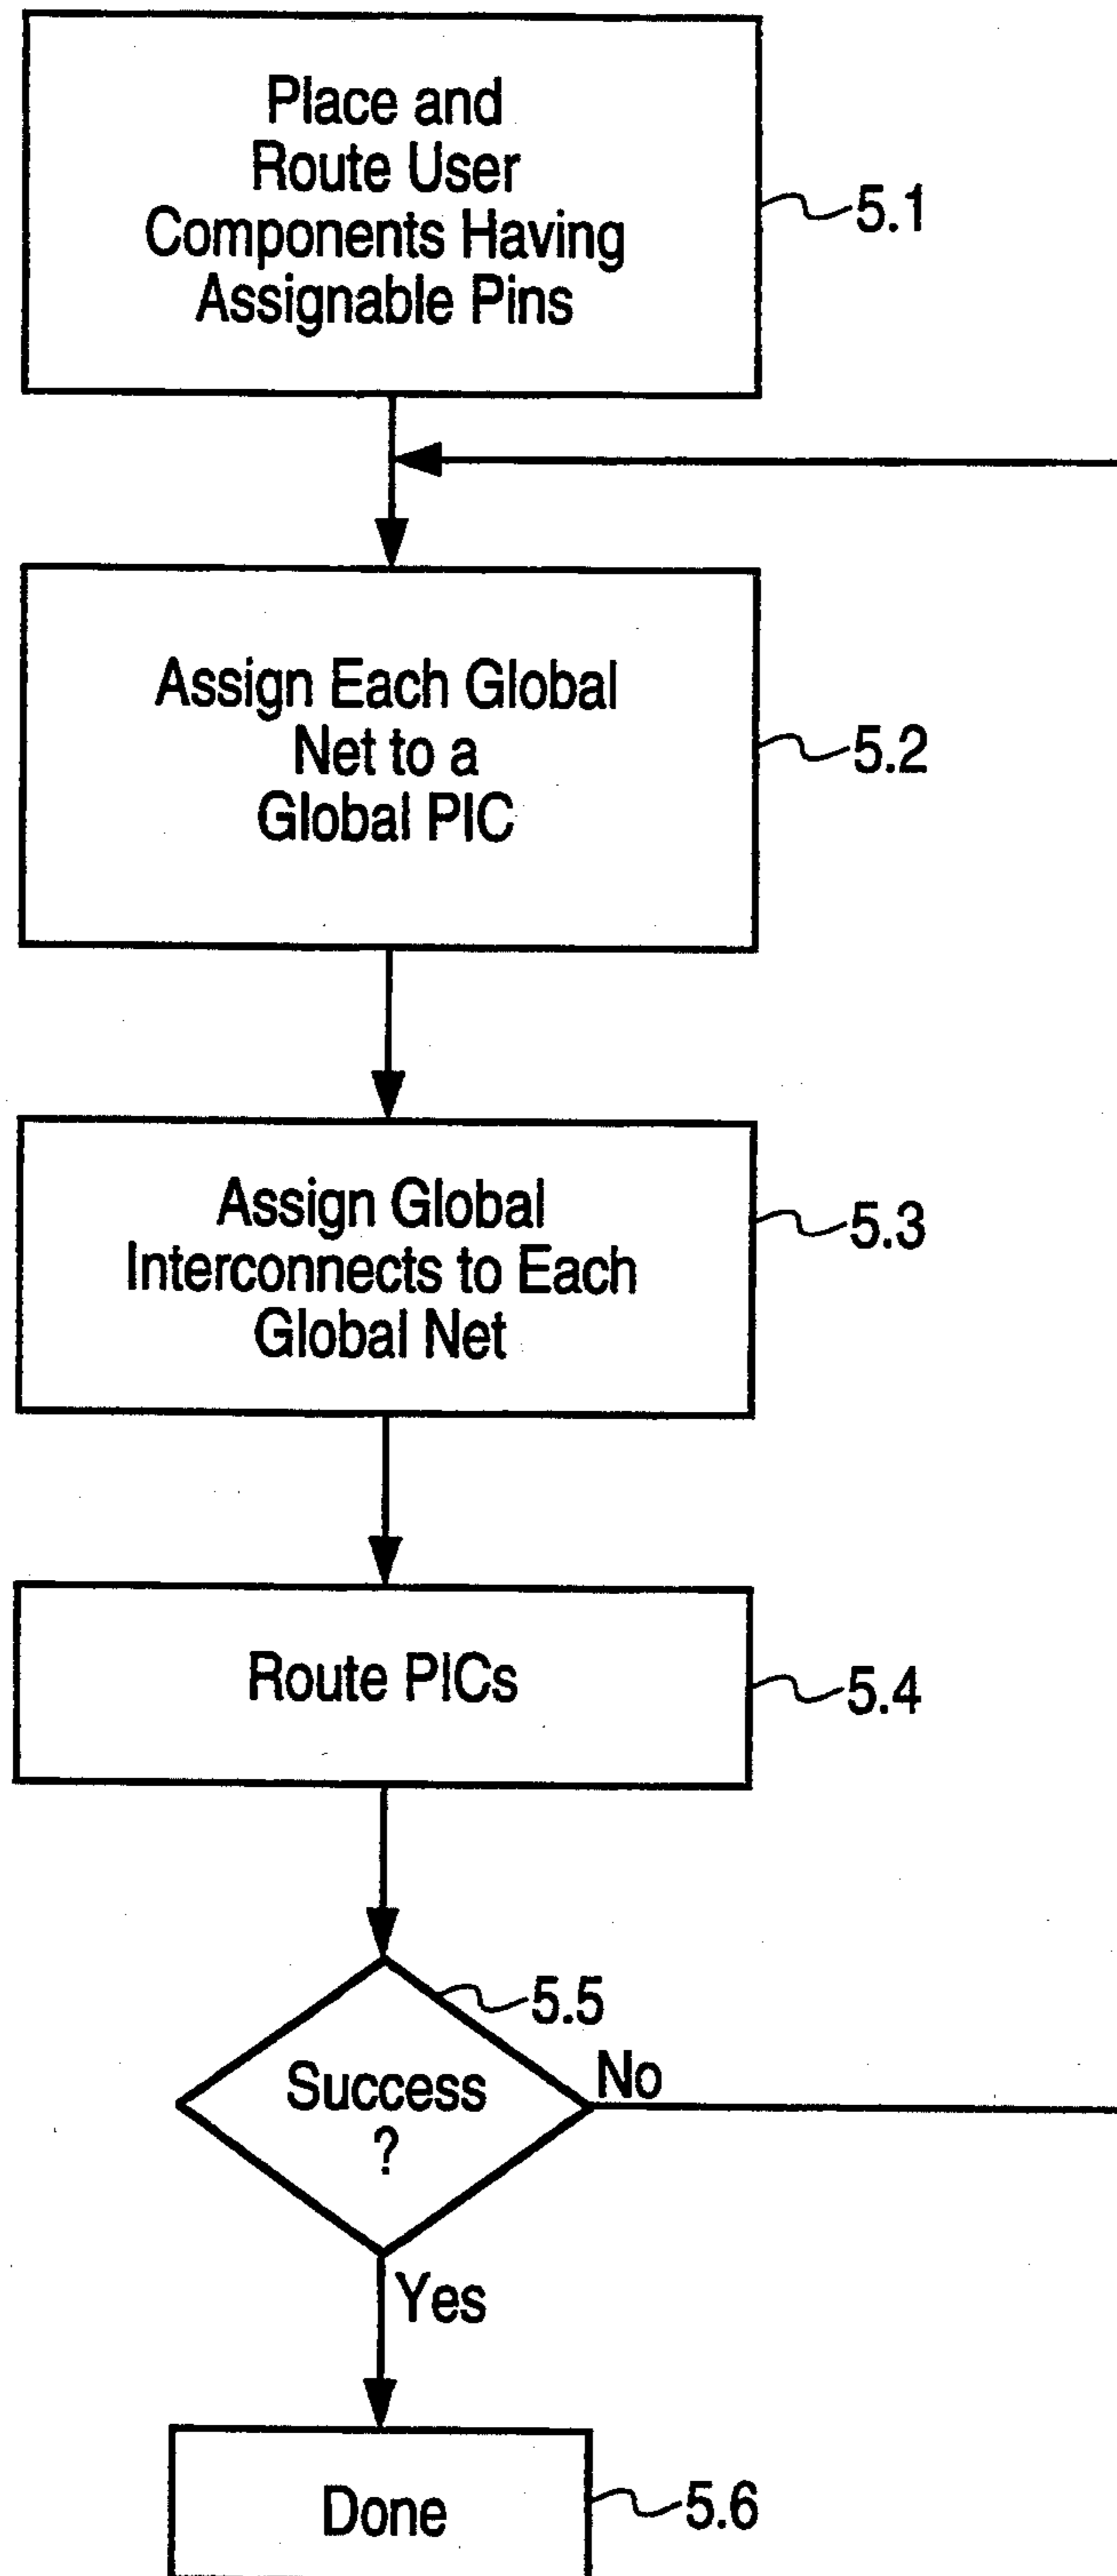 Place and
Route User
Components Having
Assignable Pins
5.1
Assign Each Global
Net to a
Global PIC
5.2
Assign Global
Interconnects to Each
Global Net
5.3
Route PICs
5.4
5.5
Success
?
No
Yes
Done
5.6